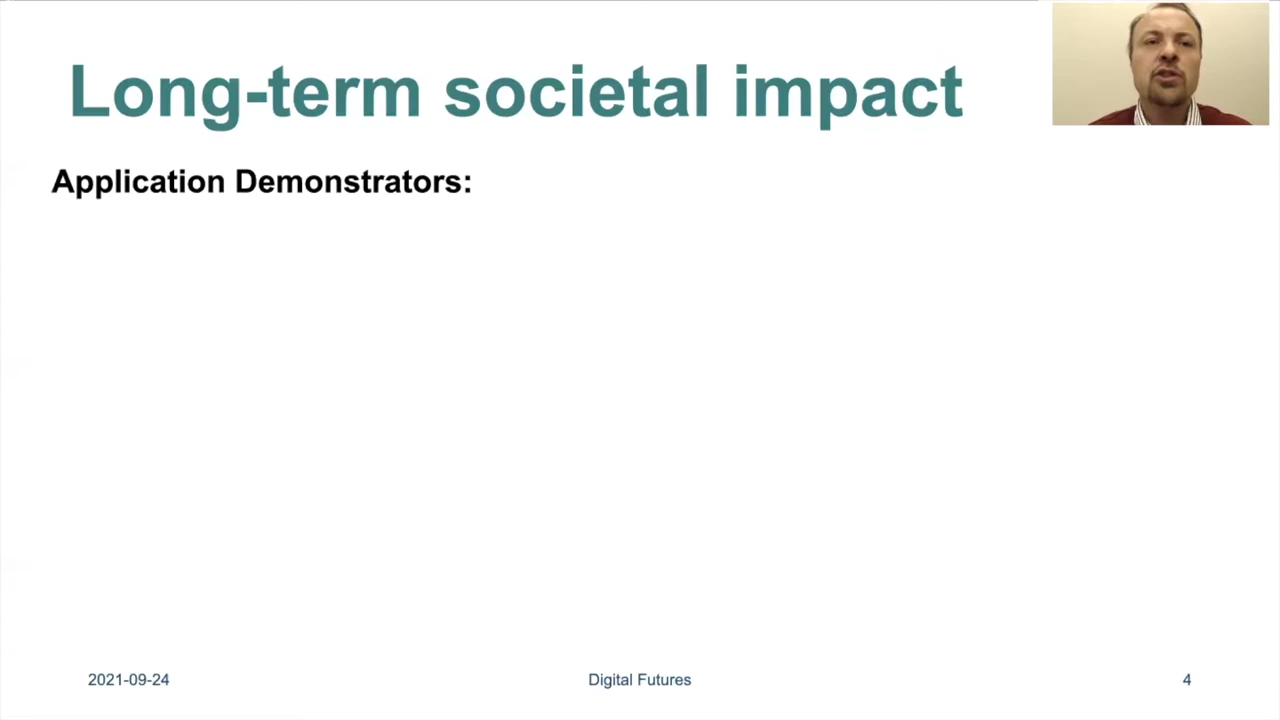 Long-term societal impact
Application Demonstrators:
2021-09-24
Digital Futures
4